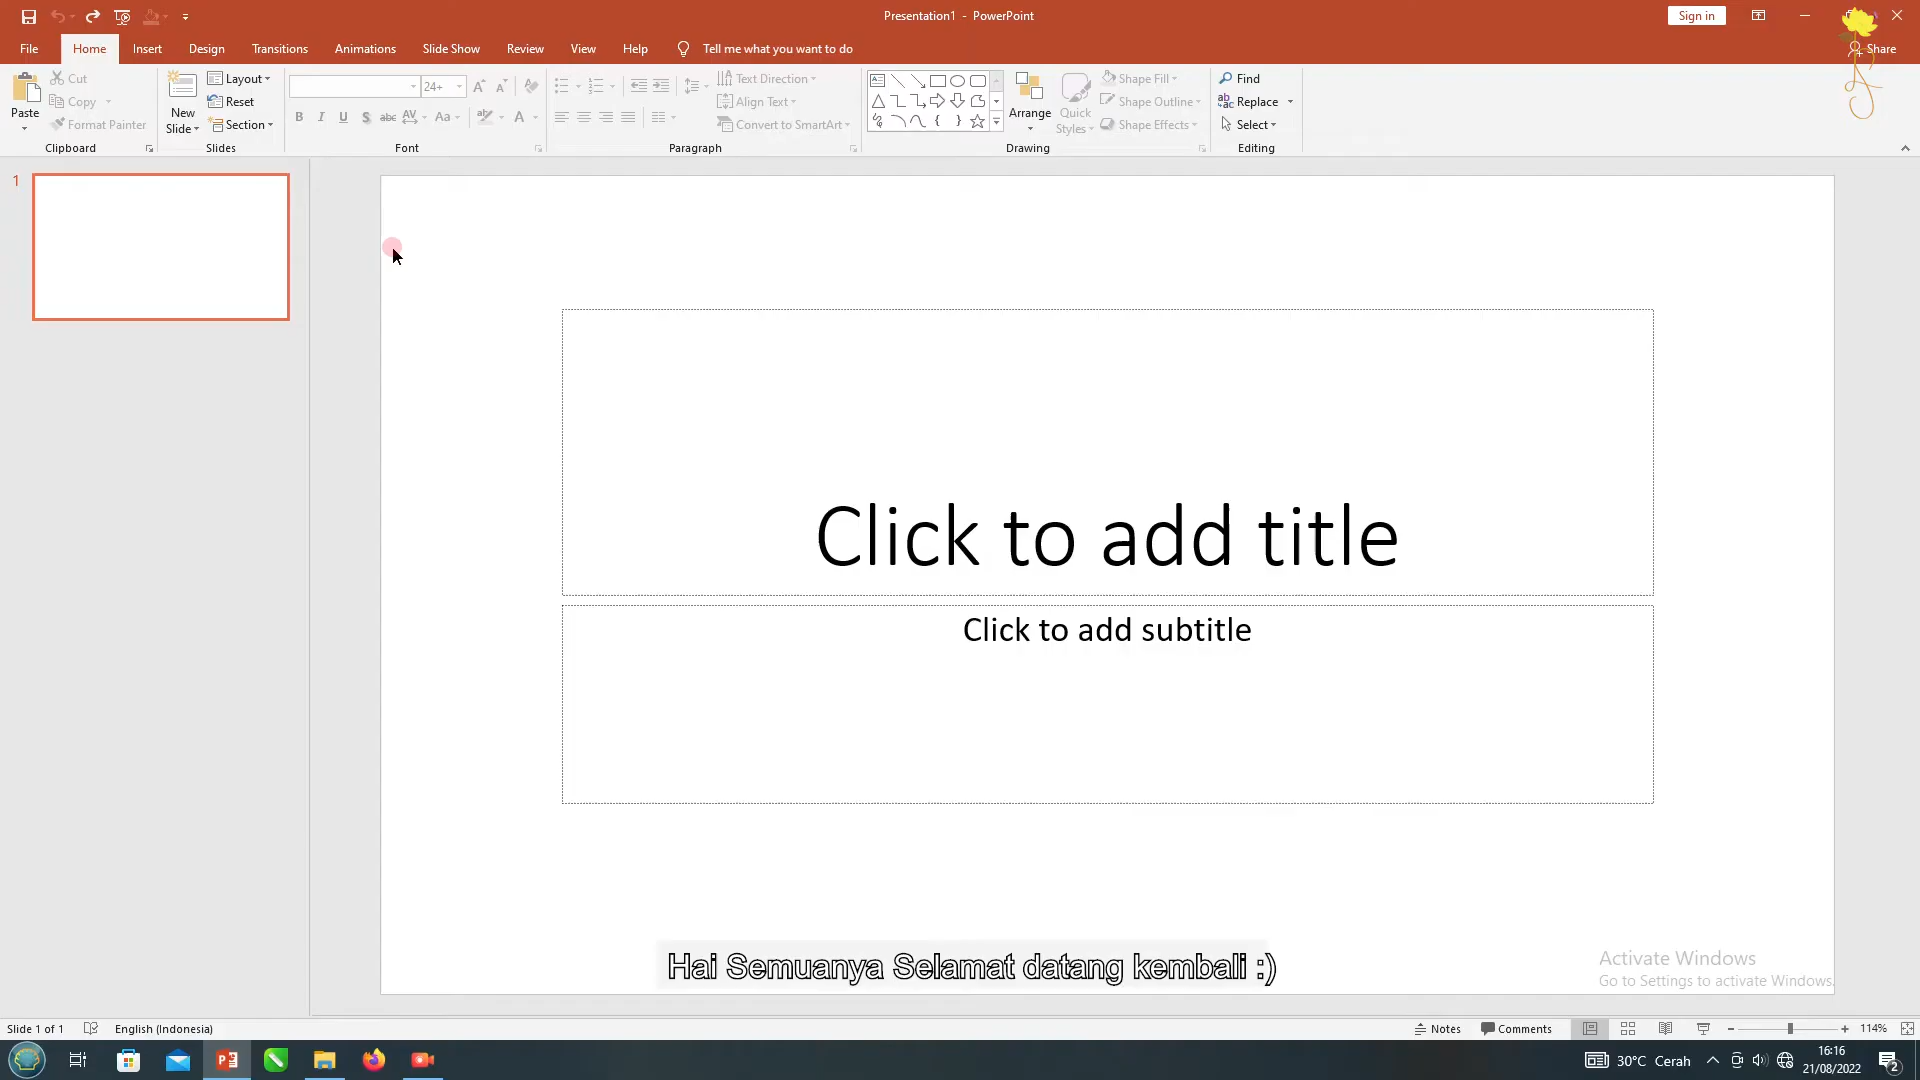 Presentation1 - PowerPoint
Sign in
File Home Insert Design Transitions Animations Slide Show Review View Help Tell me what you want to do Share
Paste
Cut
Copy
Format Painter
Clipboard
New Slide
Layout
Reset
Section
Slides
24+
B I U S abc AV Aa A
Font
Text Direction
Align Text
Convert to SmartArt
Paragraph
Arrange
Quick Styles
Shape Fill
Shape Outline
Shape Effects
Drawing
Find
Replace
Select
Editing
1
Click to add title
Click to add subtitle
Hai Semuanya Selamat datang kembali :)
Activate Windows
Go to Settings to activate Windows.
Slide 1 of 1 English (Indonesia) Notes Comments 114%
30°C Cerah
16:16
21/08/2022
2